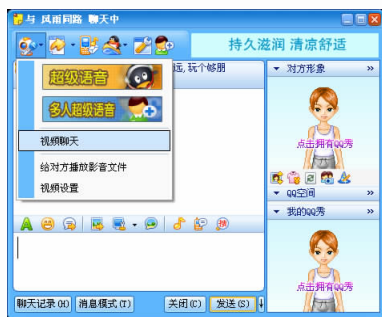 与 风雨同路 聊天中
持久滋润 清凉舒适
远,玩个够朋
对方形象
超级语音
多人超级语音
视频聊天
点击拥有QQ秀
给对方播放影音文件
视频设置
QQ空间
我的QQ秀
点击拥有QQ秀
聊天记录(H) 消息模式(T) 关闭(C) 发送(S)